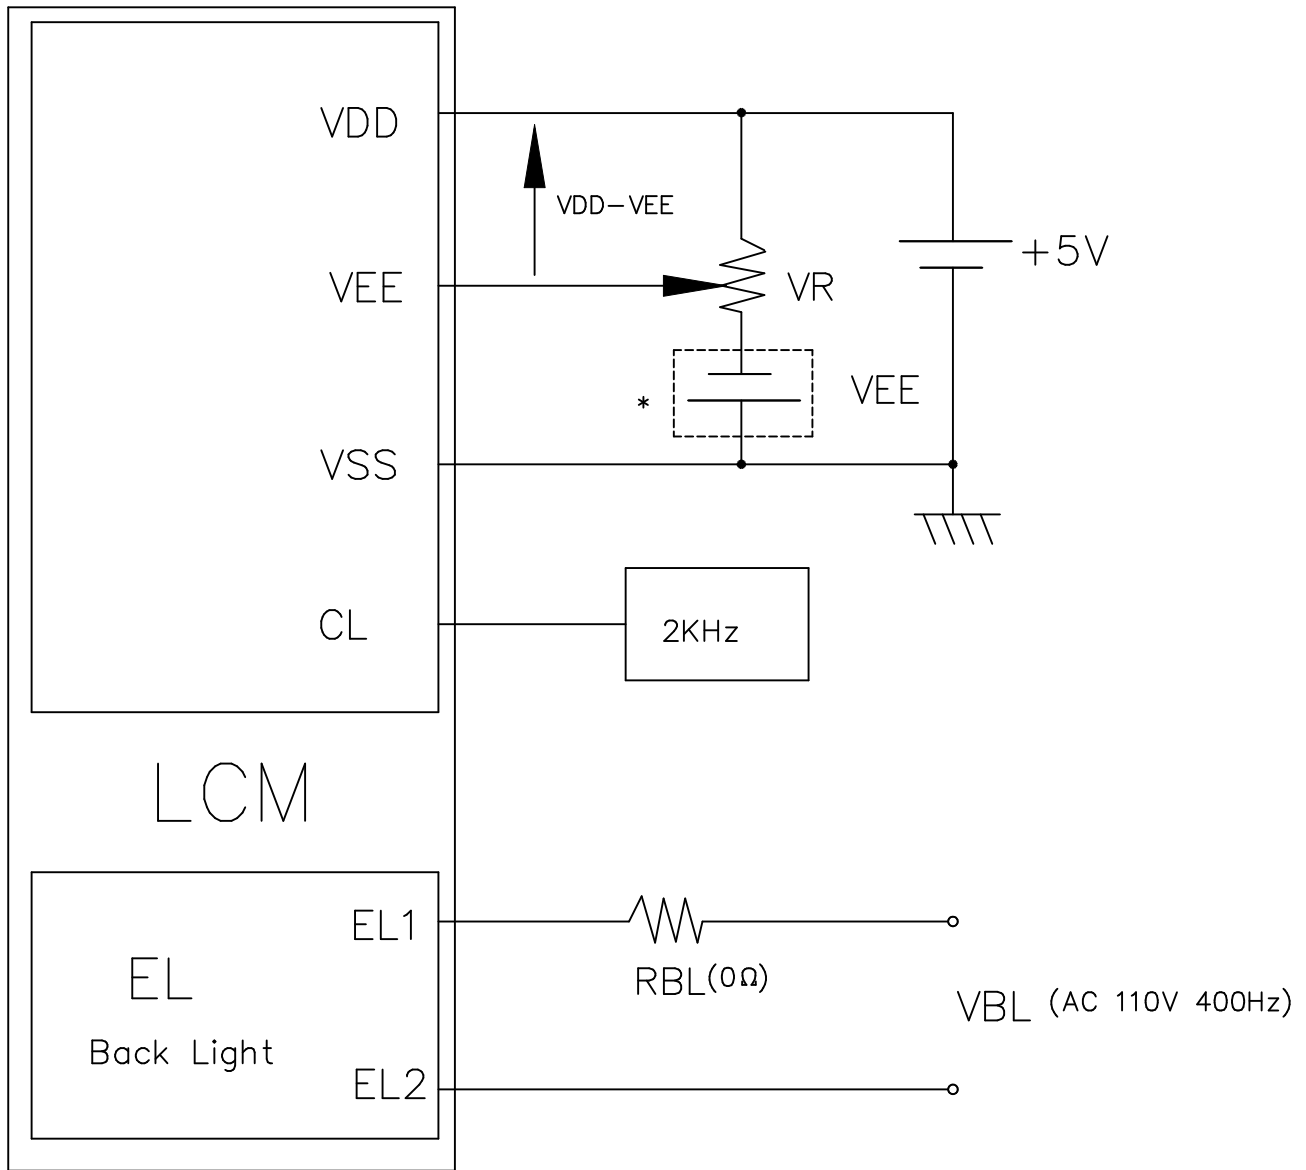 VDD
VDD-VEE
+5V
VEE
VR
VEE
*
VSS
CL
2KHz
LCM
EL1
RBL(0Ω)
EL
VBL (AC 110V 400Hz)
Back Light
EL2